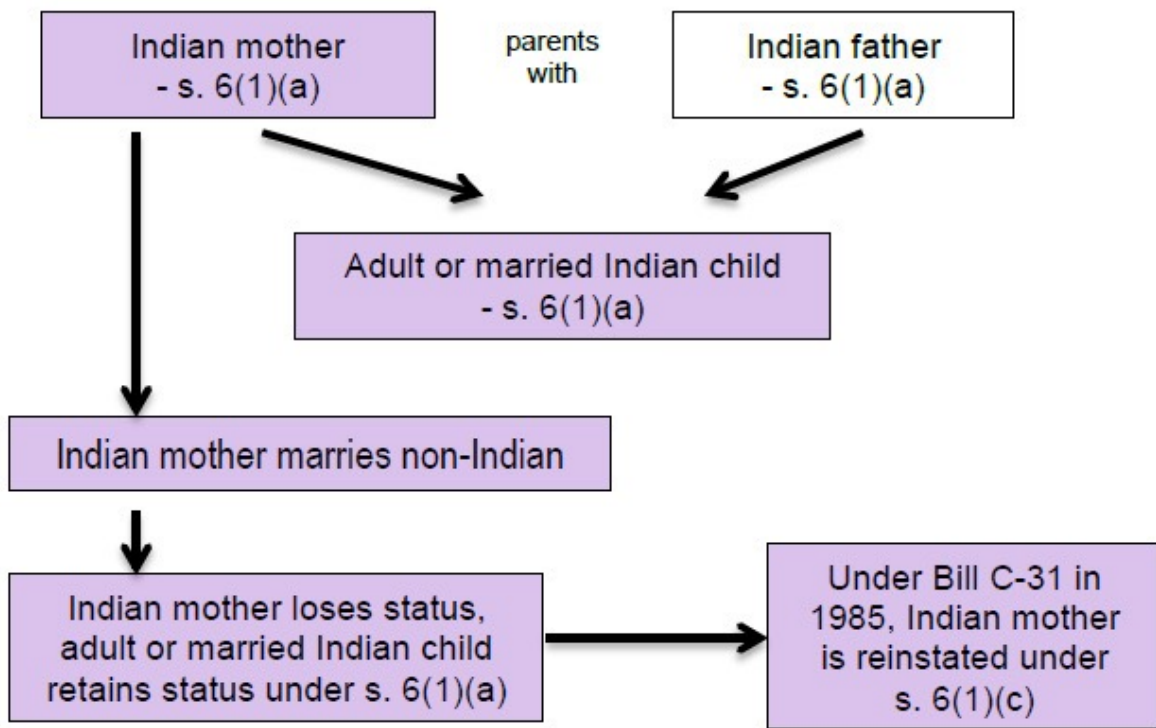 Indian mother
- s. 6(1)(a)
parents
with
Indian father
- s. 6(1)(a)
Adult or married Indian child
- s. 6(1)(a)
Indian mother marries non-Indian
Indian mother loses status,
adult or married Indian child
retains status under s. 6(1)(a)
Under Bill C-31 in
1985, Indian mother
is reinstated under
s. 6(1)(c)